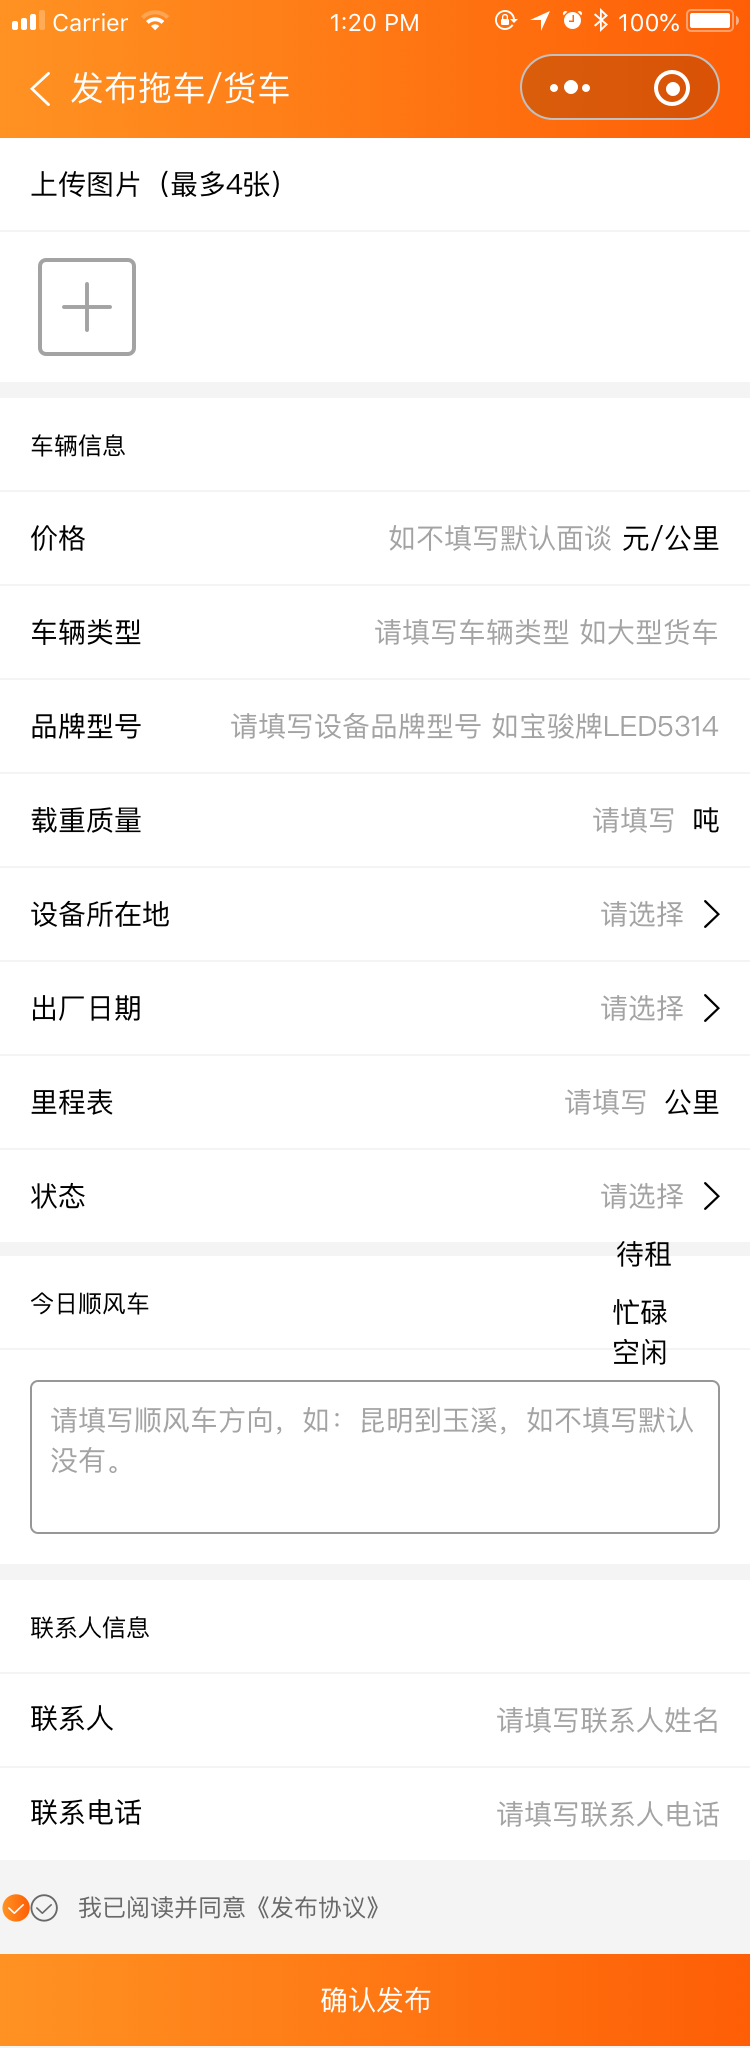 Carrier 1:20 PM 100%
发布拖车/货车
上传图片（最多4张）
车辆信息
价格 如不填写默认面谈 元/公里
车辆类型 请填写车辆类型 如大型货车
品牌型号 请填写设备品牌型号 如宝骏牌LED5314
载重质量 请填写 吨
设备所在地 请选择
出厂日期 请选择
里程表 请填写 公里
状态 请选择
待租
今日顺风车
忙碌
空闲
请填写顺风车方向，如：昆明到玉溪，如不填写默认
没有。
联系人信息
联系人 请填写联系人姓名
联系电话 请填写联系人电话
我已阅读并同意《发布协议》
确认发布